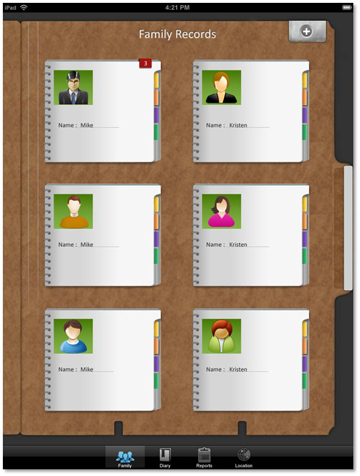 iPad 4:21 PM
Family Records
3
Name : Mike
Name : Kristen
Name : Mike
Name : Kristen
Name : Mike
Name : Kristen
Family Diary Reports Location